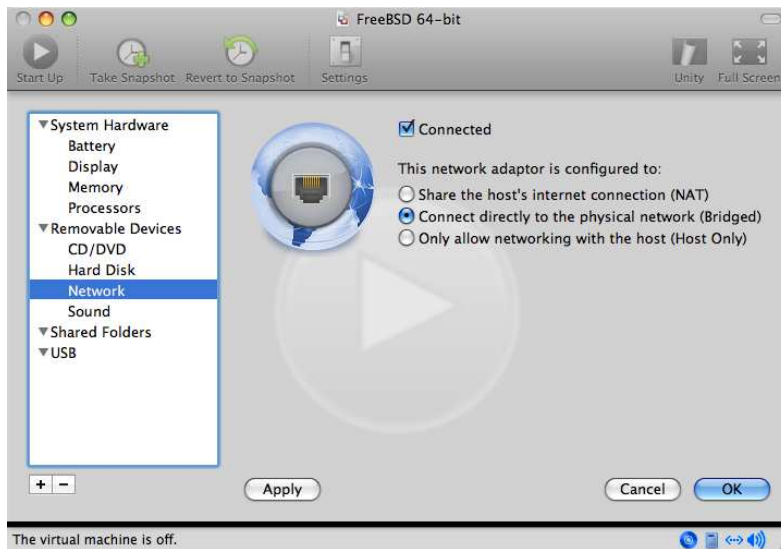 FreeBSD 64-bit
Start Up Take Snapshot Revert to Snapshot Settings Unity Full Screen
System Hardware
Battery
Display
Memory
Processors
Removable Devices
CD/DVD
Hard Disk
Network
Sound
Shared Folders
USB
Connected
This network adaptor is configured to:
Share the host's internet connection (NAT)
Connect directly to the physical network (Bridged)
Only allow networking with the host (Host Only)
+ −
Apply
Cancel
OK
The virtual machine is off.